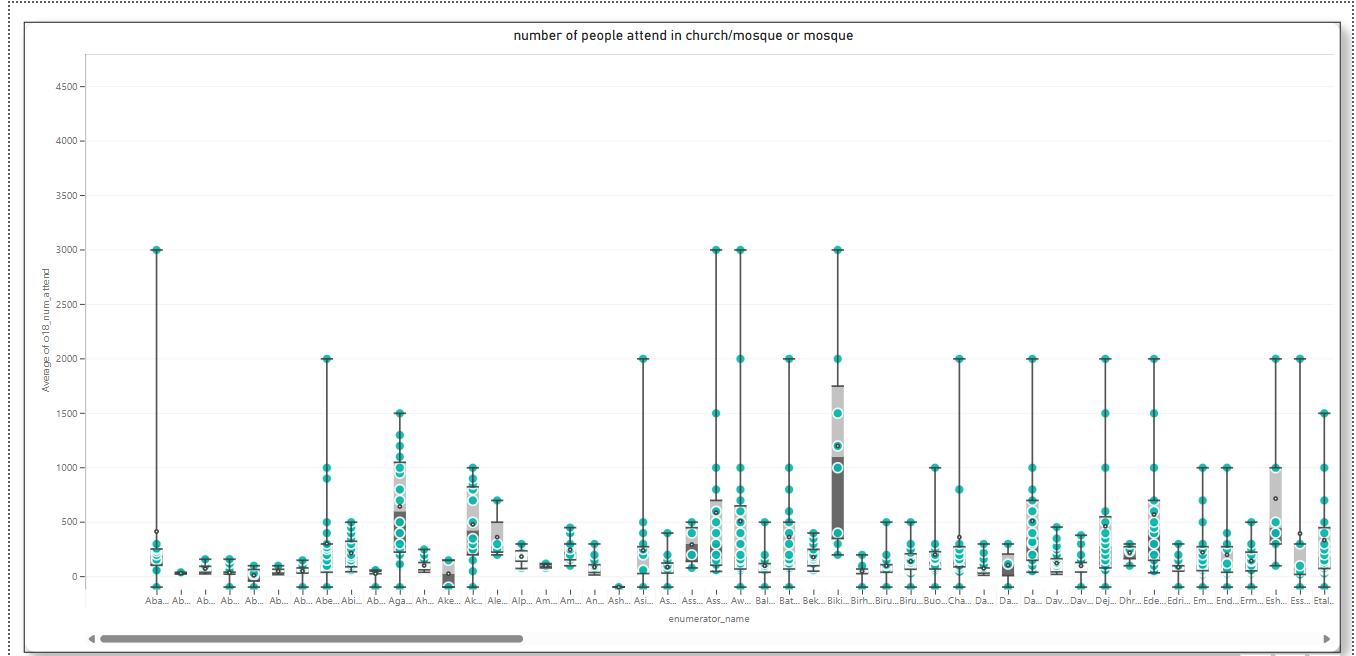 number of people attend in church/mosque or mosque
4500
4000
3500
3000
2500
2000
1500
1000
500
0
Average of o18_num_attend
Aba... Ab... Ab... Ab... Ab... Ab... Ab... Abe... Abi... Ab... Aga... Ah... Ake... Ak... Ale... Alp... Am... Am... An... Ash... Asi... As... Ass... Ass... Aw... Bal... Bat... Bek... Biki... Birh... Biru... Biru... Buo... Cha... Da... Da... Da... Dav... Dav... Dej... Dhr... Ede... Edri... Em... End... Erm... Esh... Ess... Etal...
enumerator_name